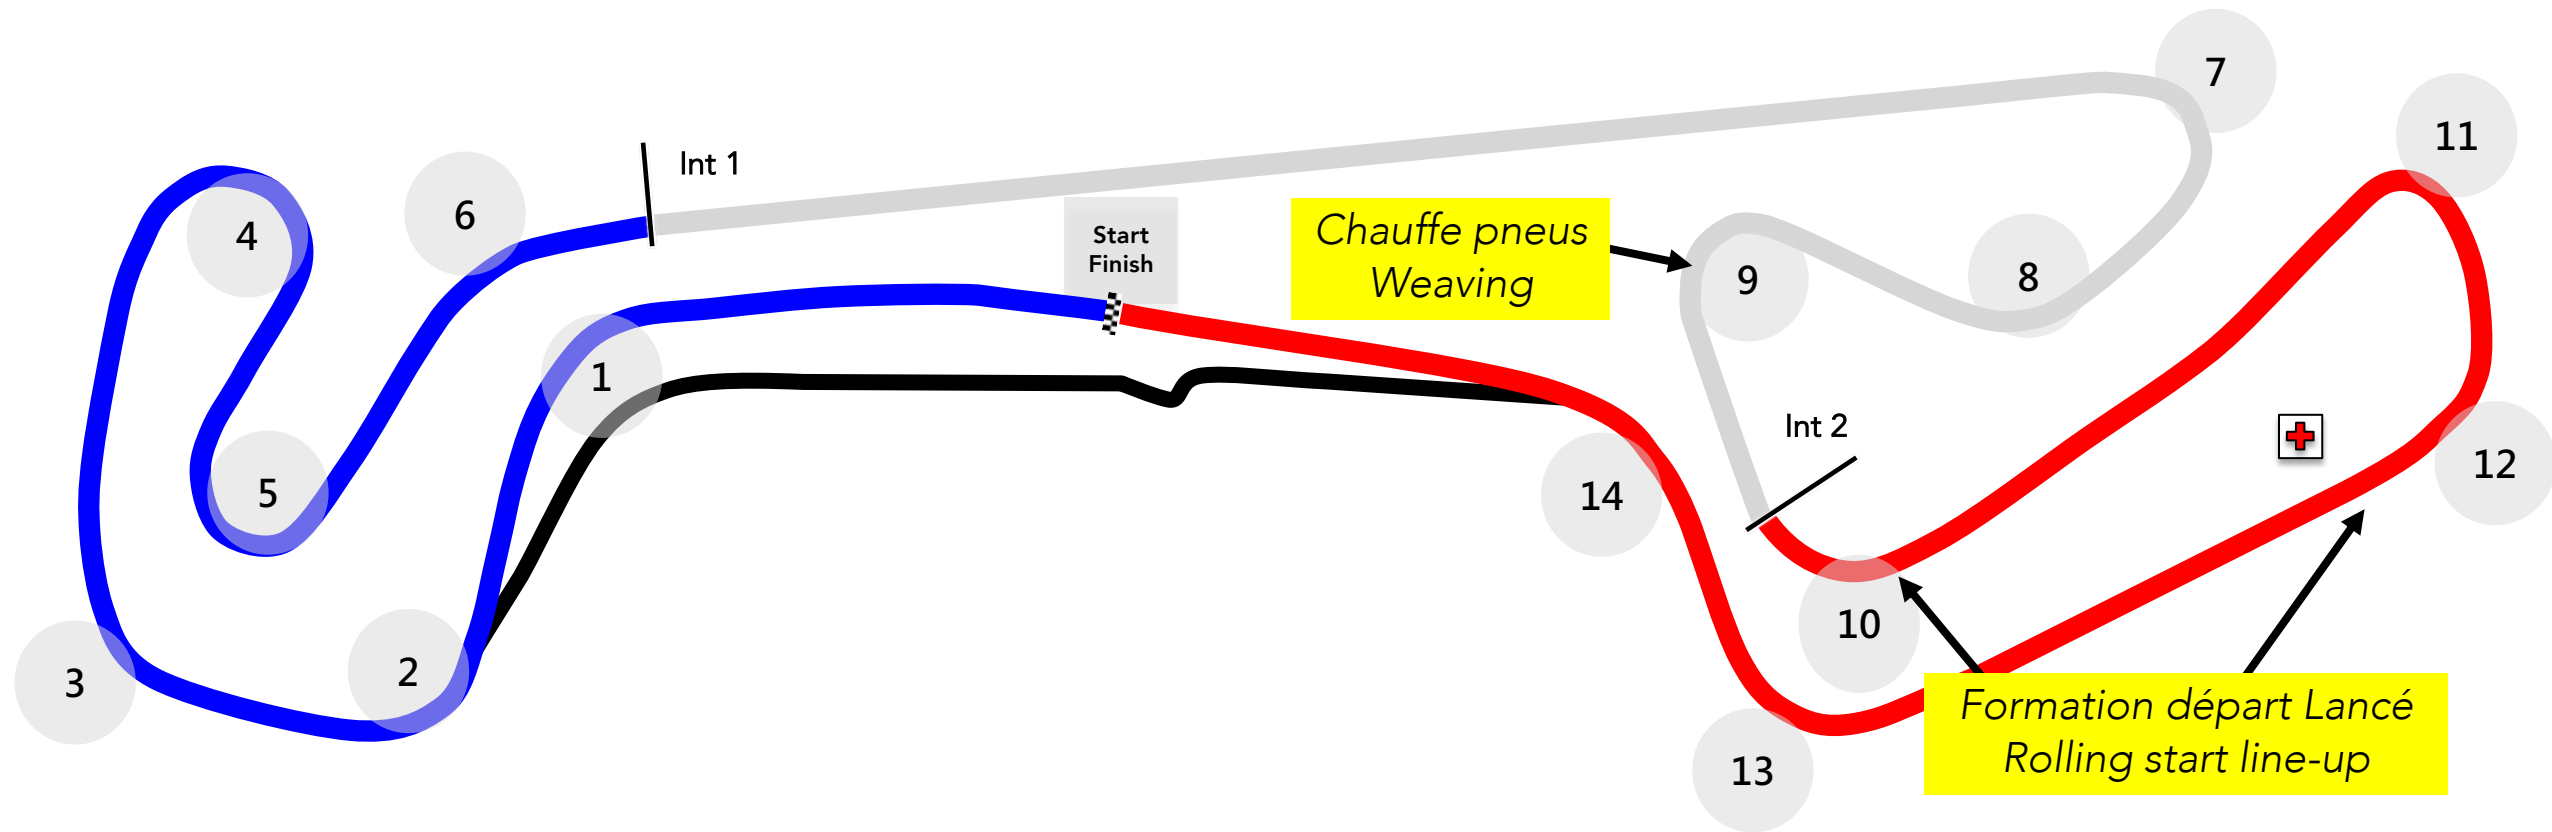 7
11
Int 1
6
4
Chauffe pneus
Weaving
Start
Finish
9
8
1
Int 2
12
5
14
10
2
3
Formation départ Lancé
Rolling start line-up
13